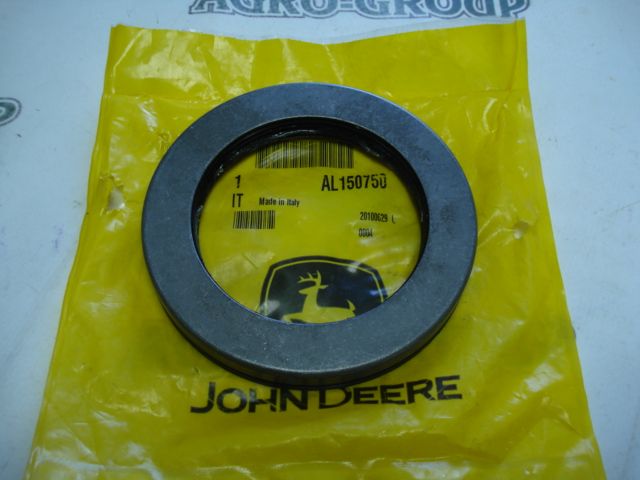 AGRO-GROUP
1 AL150750
IT Made in Italy
20100629 L
0004
JOHN DEERE